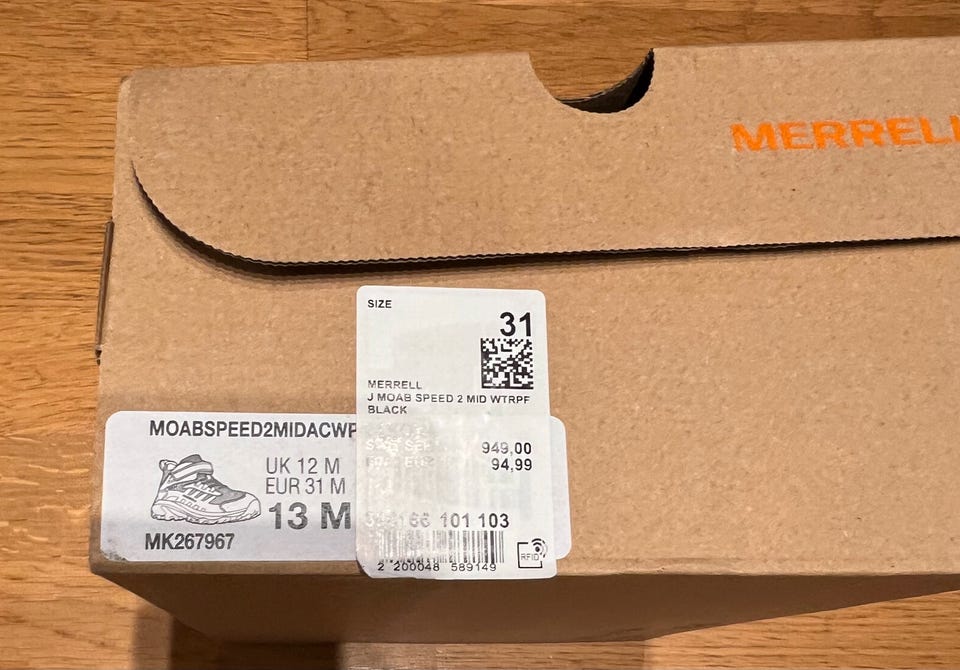 MERRELL
SIZE
31
MERRELL
J MOAB SPEED 2 MID WTRPF
BLACK
949,00
94,99
101 103
2 200048 589149
RFID
MOABSPEED2MIDACWP
UK 12 M
EUR 31 M
13 M
MK267967